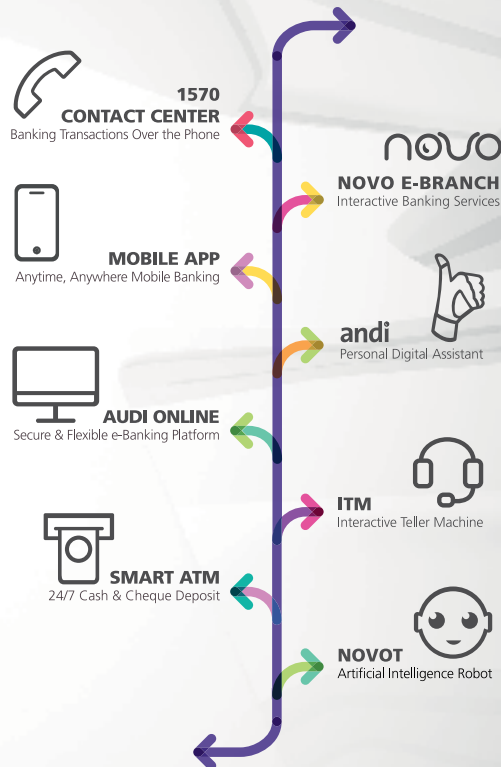 1570
CONTACT CENTER
Banking Transactions Over the Phone
novo
NOVO E-BRANCH
Interactive Banking Services
MOBILE APP
Anytime, Anywhere Mobile Banking
andi
Personal Digital Assistant
AUDI ONLINE
Secure & Flexible e-Banking Platform
ITM
Interactive Teller Machine
SMART ATM
24/7 Cash & Cheque Deposit
NOVOT
Artificial Intelligence Robot